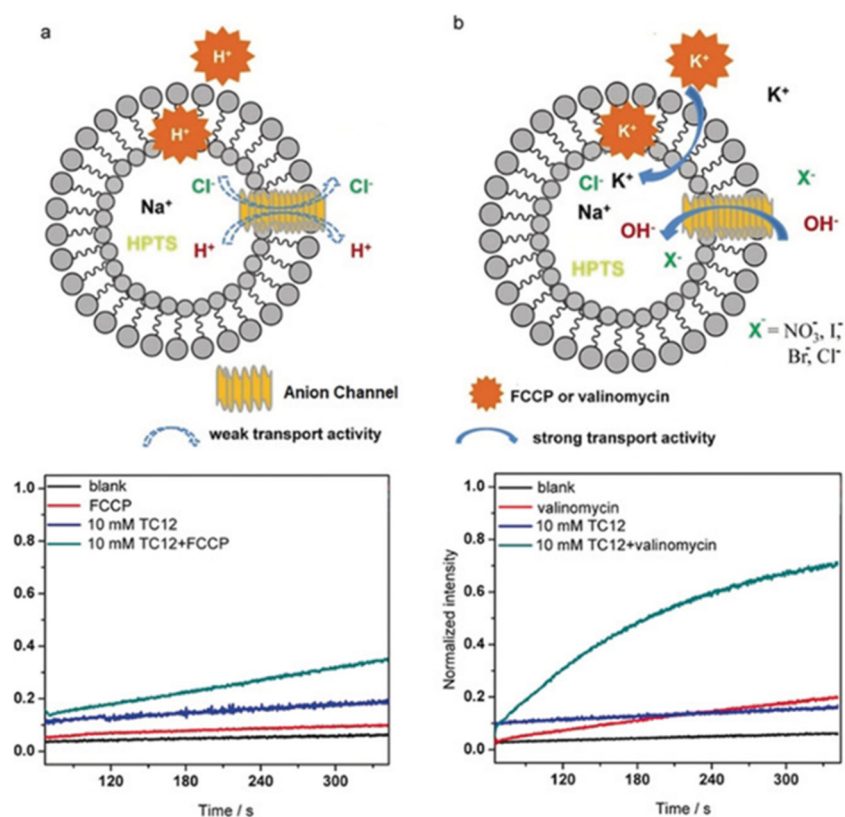 a
H⁺
H⁺
Cl⁻
Cl⁻
Na⁺
HPTS
H⁺
H⁺
b
K⁺
K⁺
K⁺
Cl⁻ K⁺
X⁻
Na⁺
OH⁻
OH⁻
X⁻
HPTS
X⁻ = NO₃⁻, I⁻,
Br⁻, Cl⁻
Anion Channel
FCCP or valinomycin
weak transport activity
strong transport activity
1.0
0.8
0.6
0.4
0.2
0.0
blank
FCCP
10 mM TC12
10 mM TC12+FCCP
120
180
240
300
Time / s
Normalized intensity
1.0
0.8
0.6
0.4
0.2
0.0
blank
valinomycin
10 mM TC12
10 mM TC12+valinomycin
120
180
240
300
Time / s